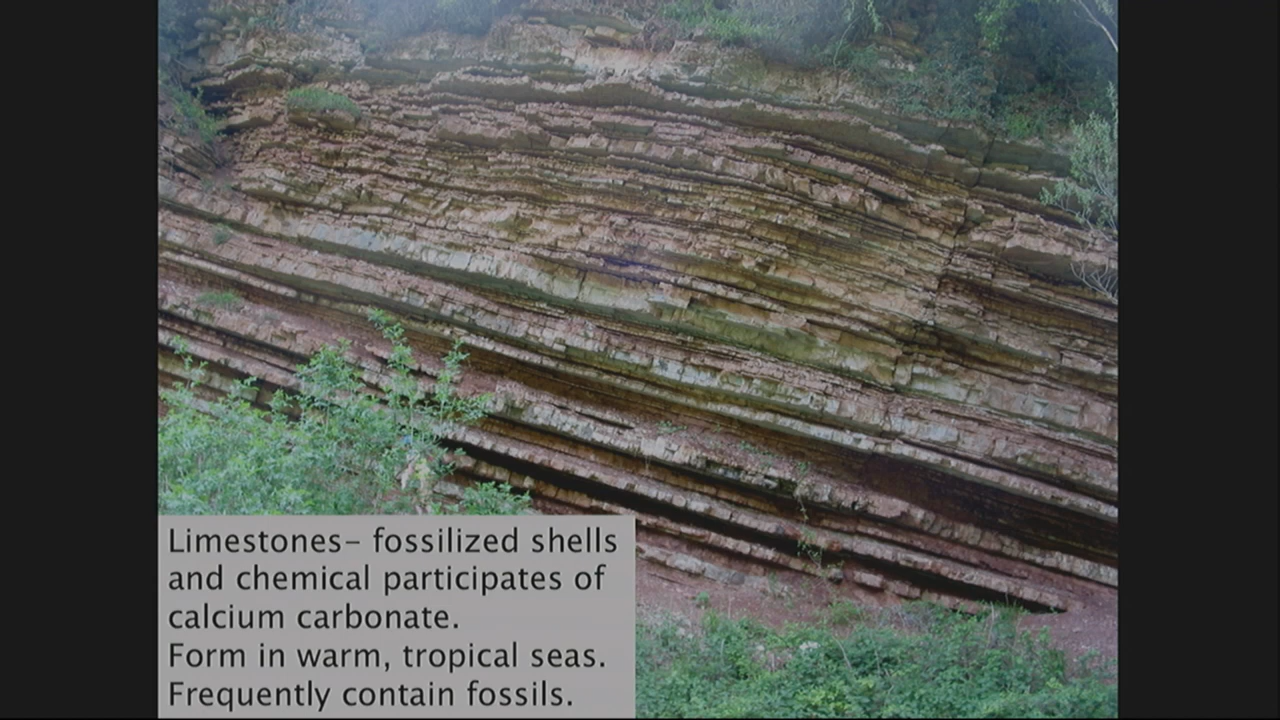 Limestones– fossilized shells
and chemical participates of
calcium carbonate.
Form in warm, tropical seas.
Frequently contain fossils.